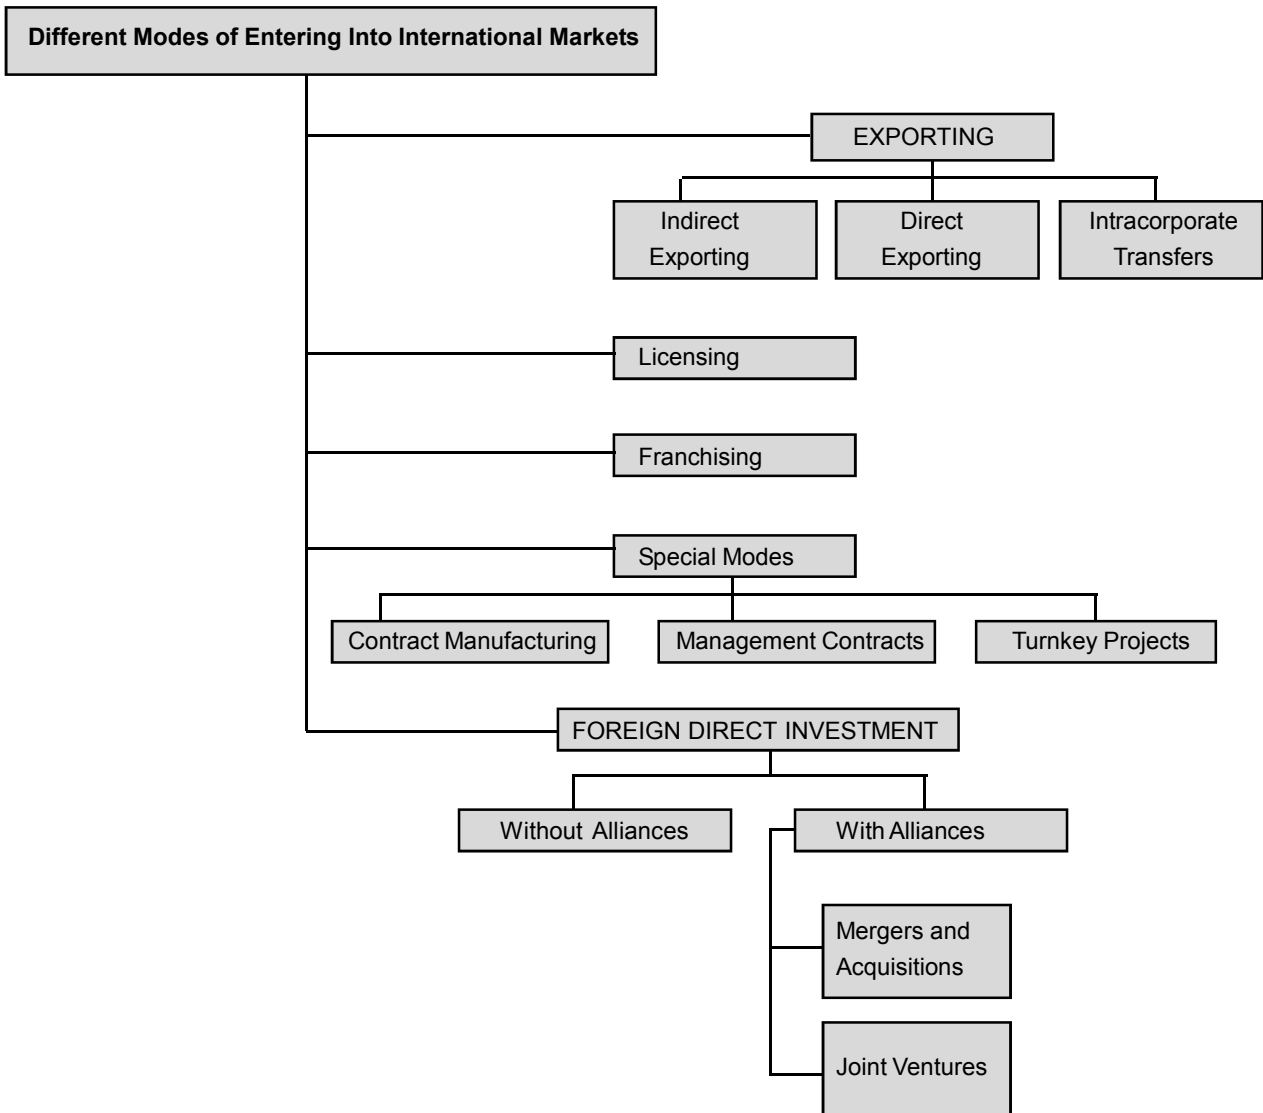 Different Modes of Entering Into International Markets
EXPORTING
Indirect
Exporting
Direct
Exporting
Intracorporate
Transfers
Licensing
Franchising
Special Modes
Contract Manufacturing
Management Contracts
Turnkey Projects
FOREIGN DIRECT INVESTMENT
Without Alliances
With Alliances
Mergers and
Acquisitions
Joint Ventures